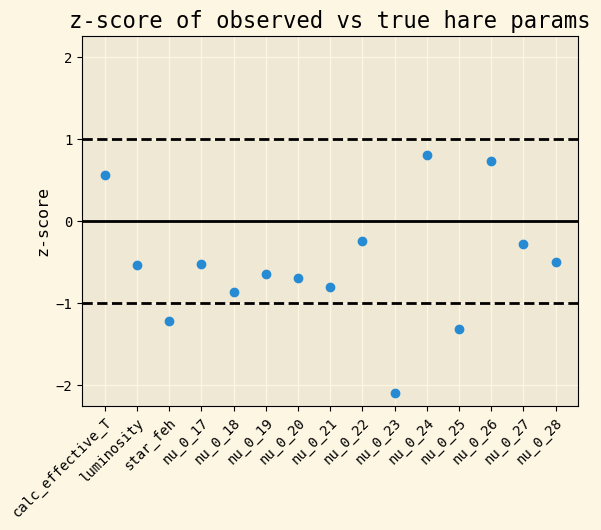 z-score of observed vs true hare params
z-score
2
1
0
−1
−2
calc_effective_T
luminosity
star_feh
nu_0_17
nu_0_18
nu_0_19
nu_0_20
nu_0_21
nu_0_22
nu_0_23
nu_0_24
nu_0_25
nu_0_26
nu_0_27
nu_0_28